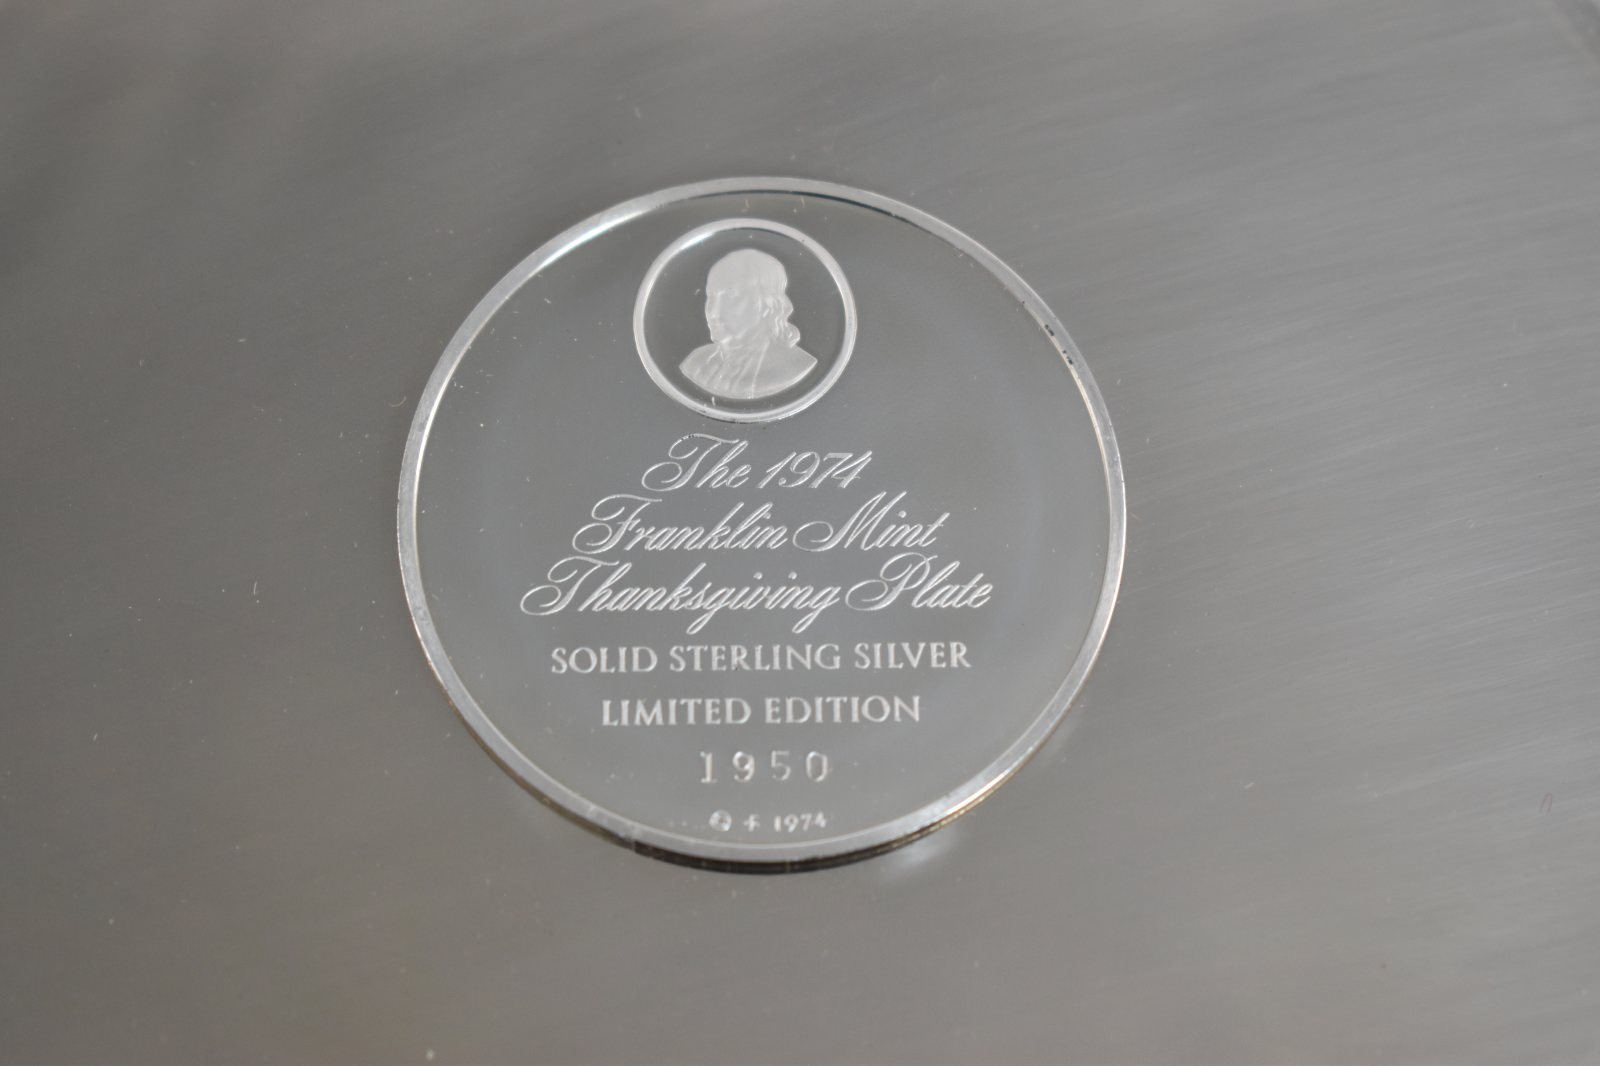 The 1974
Franklin Mint
Thanksgiving Plate
SOLID STERLING SILVER
LIMITED EDITION
1950
1974